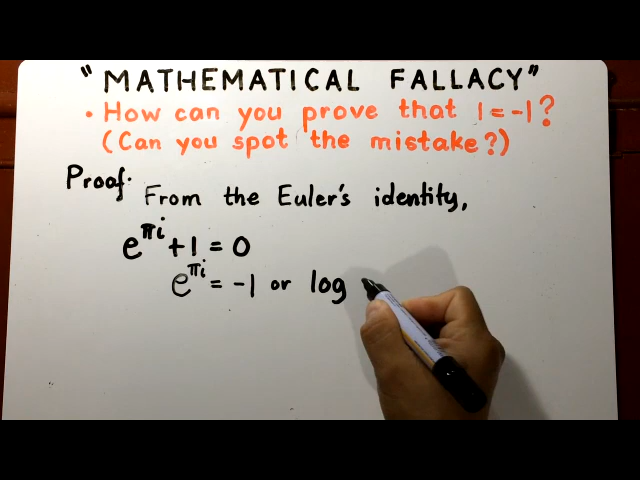 "MATHEMATICAL FALLACY"
• How can you prove that 1 = -1?
(Can you spot the mistake?)
Proof. From the Euler's identity,
e^πi + 1 = 0
e^πi = -1 or log